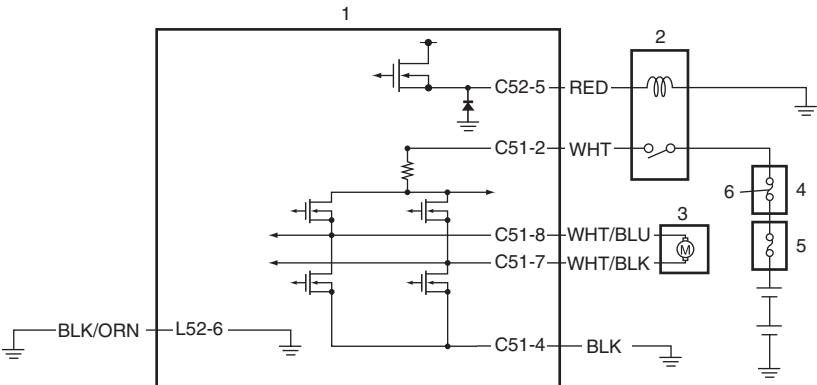 1
2
C52-5 RED
C51-2 WHT
6 4
3
C51-8 WHT/BLU
M
5
C51-7 WHT/BLK
BLK/ORN L52-6
C51-4 BLK